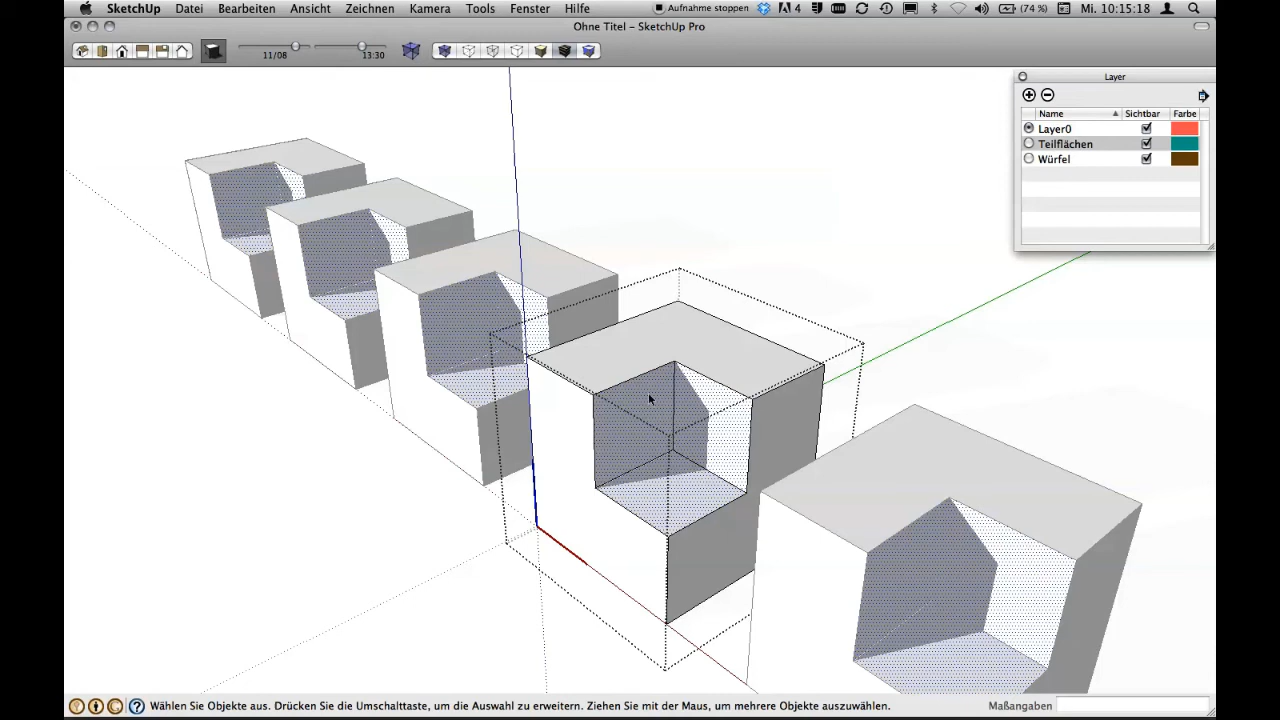 SketchUp Datei Bearbeiten Ansicht Zeichnen Kamera Tools Fenster Hilfe Aufnahme stoppen 4 (74 %) Mi. 10:15:18
Ohne Titel - SketchUp Pro
11/08 13:30
Layer
Name Sichtbar Farbe
Layer0
Teilflächen
Würfel
Wählen Sie Objekte aus. Drücken Sie die Umschalttaste, um die Auswahl zu erweitern. Ziehen Sie mit der Maus, um mehrere Objekte auszuwählen. Maßangaben